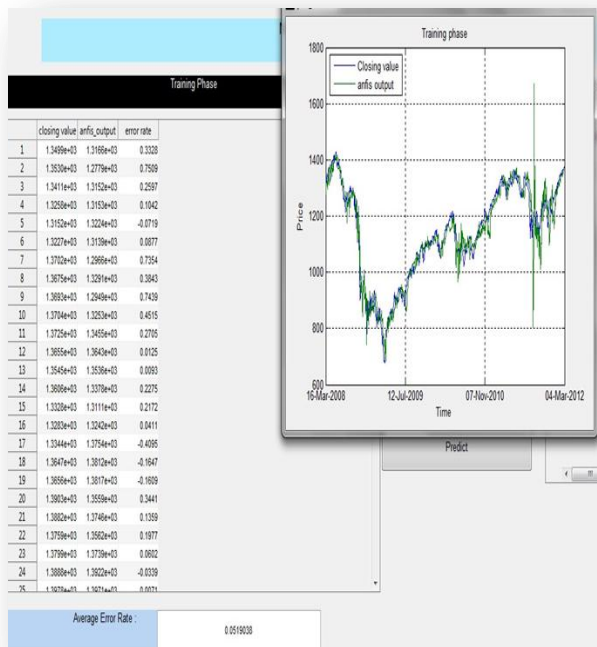 Training Phase
closing value anfis_output error rate
1 1.3499e+03 1.3166e+03 0.3328
2 1.3530e+03 1.2779e+03 0.7509
3 1.3411e+03 1.3152e+03 0.2597
4 1.3258e+03 1.3153e+03 0.1042
5 1.3152e+03 1.3224e+03 -0.0719
6 1.3227e+03 1.3139e+03 0.0877
7 1.3702e+03 1.2966e+03 0.7354
8 1.3675e+03 1.3291e+03 0.3843
9 1.3693e+03 1.2949e+03 0.7439
10 1.3704e+03 1.3253e+03 0.4515
11 1.3725e+03 1.3455e+03 0.2705
12 1.3655e+03 1.3643e+03 0.0125
13 1.3545e+03 1.3536e+03 0.0093
14 1.3606e+03 1.3378e+03 0.2275
15 1.3328e+03 1.3111e+03 0.2172
16 1.3283e+03 1.3242e+03 0.0411
17 1.3344e+03 1.3754e+03 -0.4095
18 1.3647e+03 1.3812e+03 -0.1647
19 1.3656e+03 1.3817e+03 -0.1609
20 1.3903e+03 1.3559e+03 0.3441
21 1.3882e+03 1.3746e+03 0.1359
22 1.3759e+03 1.3562e+03 0.1977
23 1.3799e+03 1.3739e+03 0.0602
24 1.3888e+03 1.3922e+03 -0.0339
25 1.3978e+03 1.3971e+03 0.0071
Average Error Rate : 0.0519038
Training phase
Closing value
anfis output
Price
1800
1600
1400
1200
1000
800
600
16-Mar-2008 12-Jul-2009 07-Nov-2010 04-Mar-2012
Time
Predict